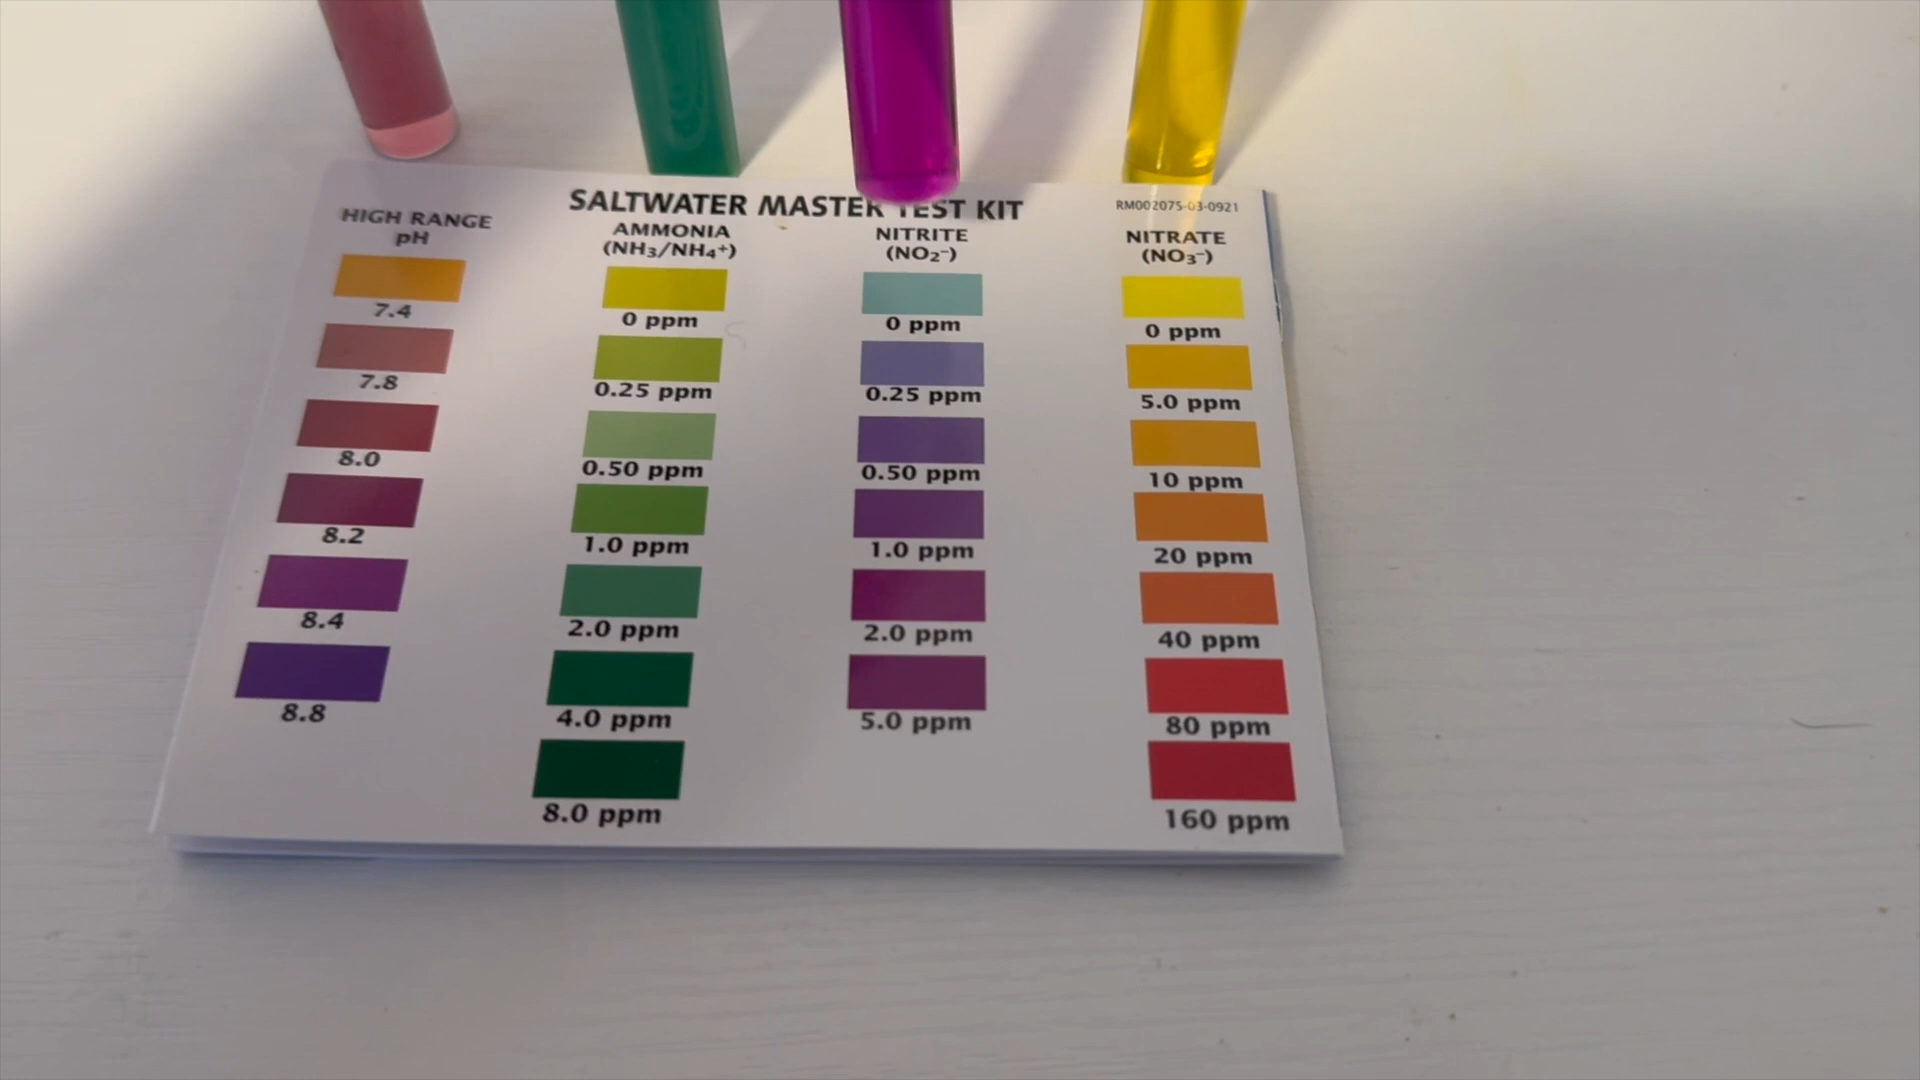 SALTWATER MASTER TEST KIT
RM002075-03-0921
HIGH RANGE
pH
7.4
7.8
8.0
8.2
8.4
8.8
AMMONIA
(NH₃/NH₄⁺)
0 ppm
0.25 ppm
0.50 ppm
1.0 ppm
2.0 ppm
4.0 ppm
8.0 ppm
NITRITE
(NO₂⁻)
0 ppm
0.25 ppm
0.50 ppm
1.0 ppm
2.0 ppm
5.0 ppm
NITRATE
(NO₃⁻)
0 ppm
5.0 ppm
10 ppm
20 ppm
40 ppm
80 ppm
160 ppm